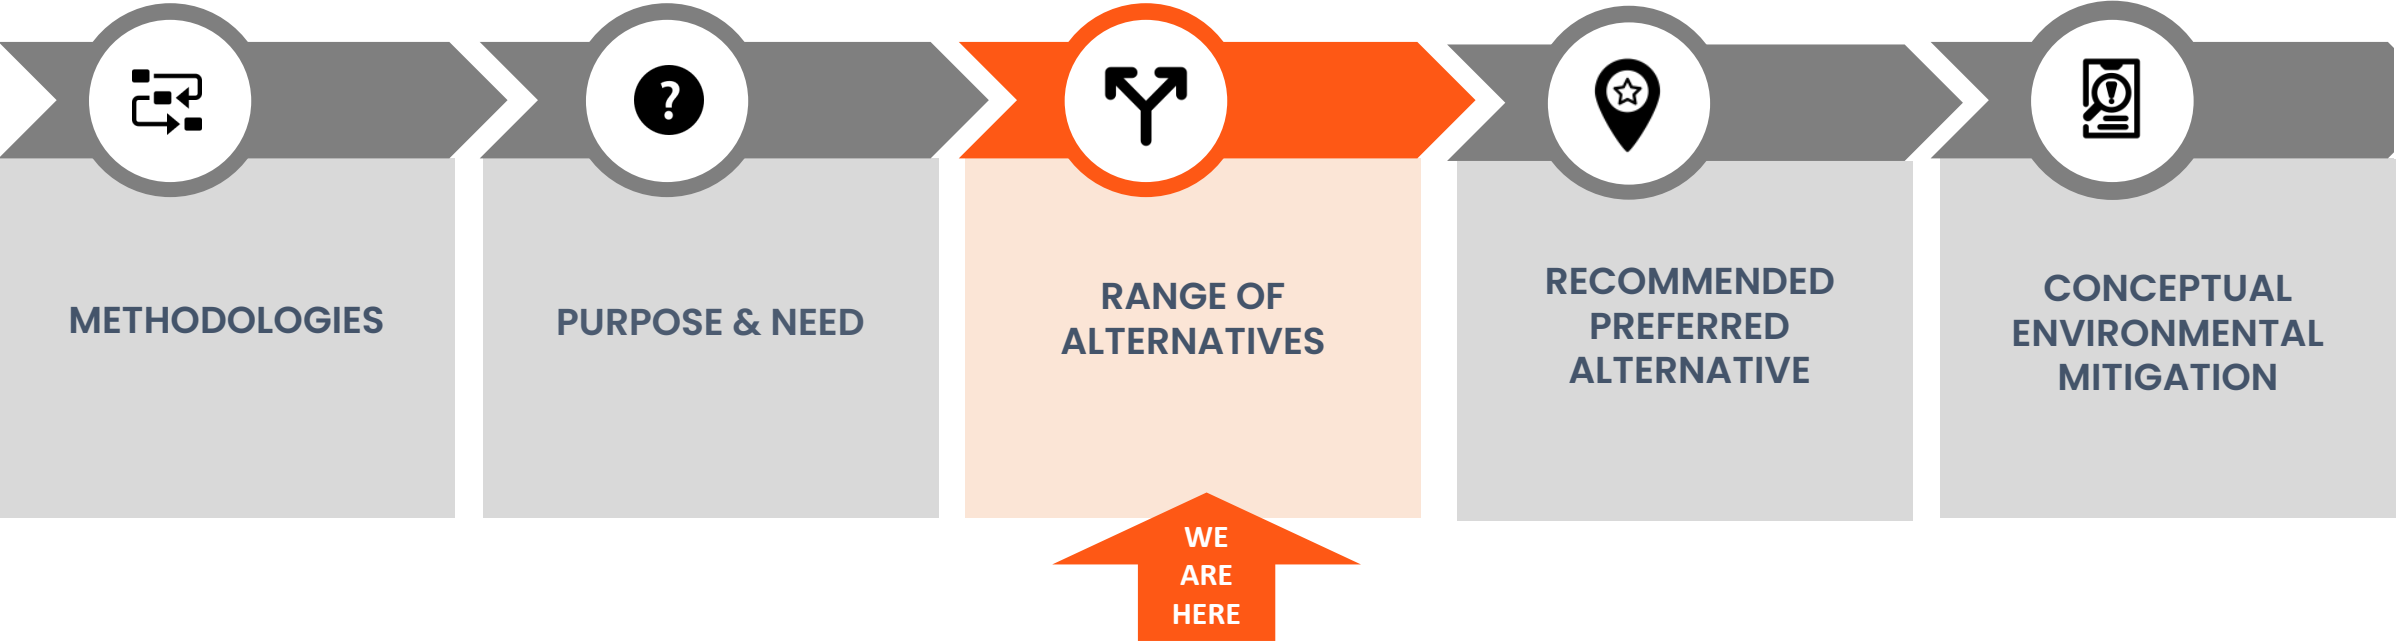 ?
METHODOLOGIES
PURPOSE & NEED
RANGE OF
ALTERNATIVES
RECOMMENDED
PREFERRED
ALTERNATIVE
CONCEPTUAL
ENVIRONMENTAL
MITIGATION
WE
ARE
HERE